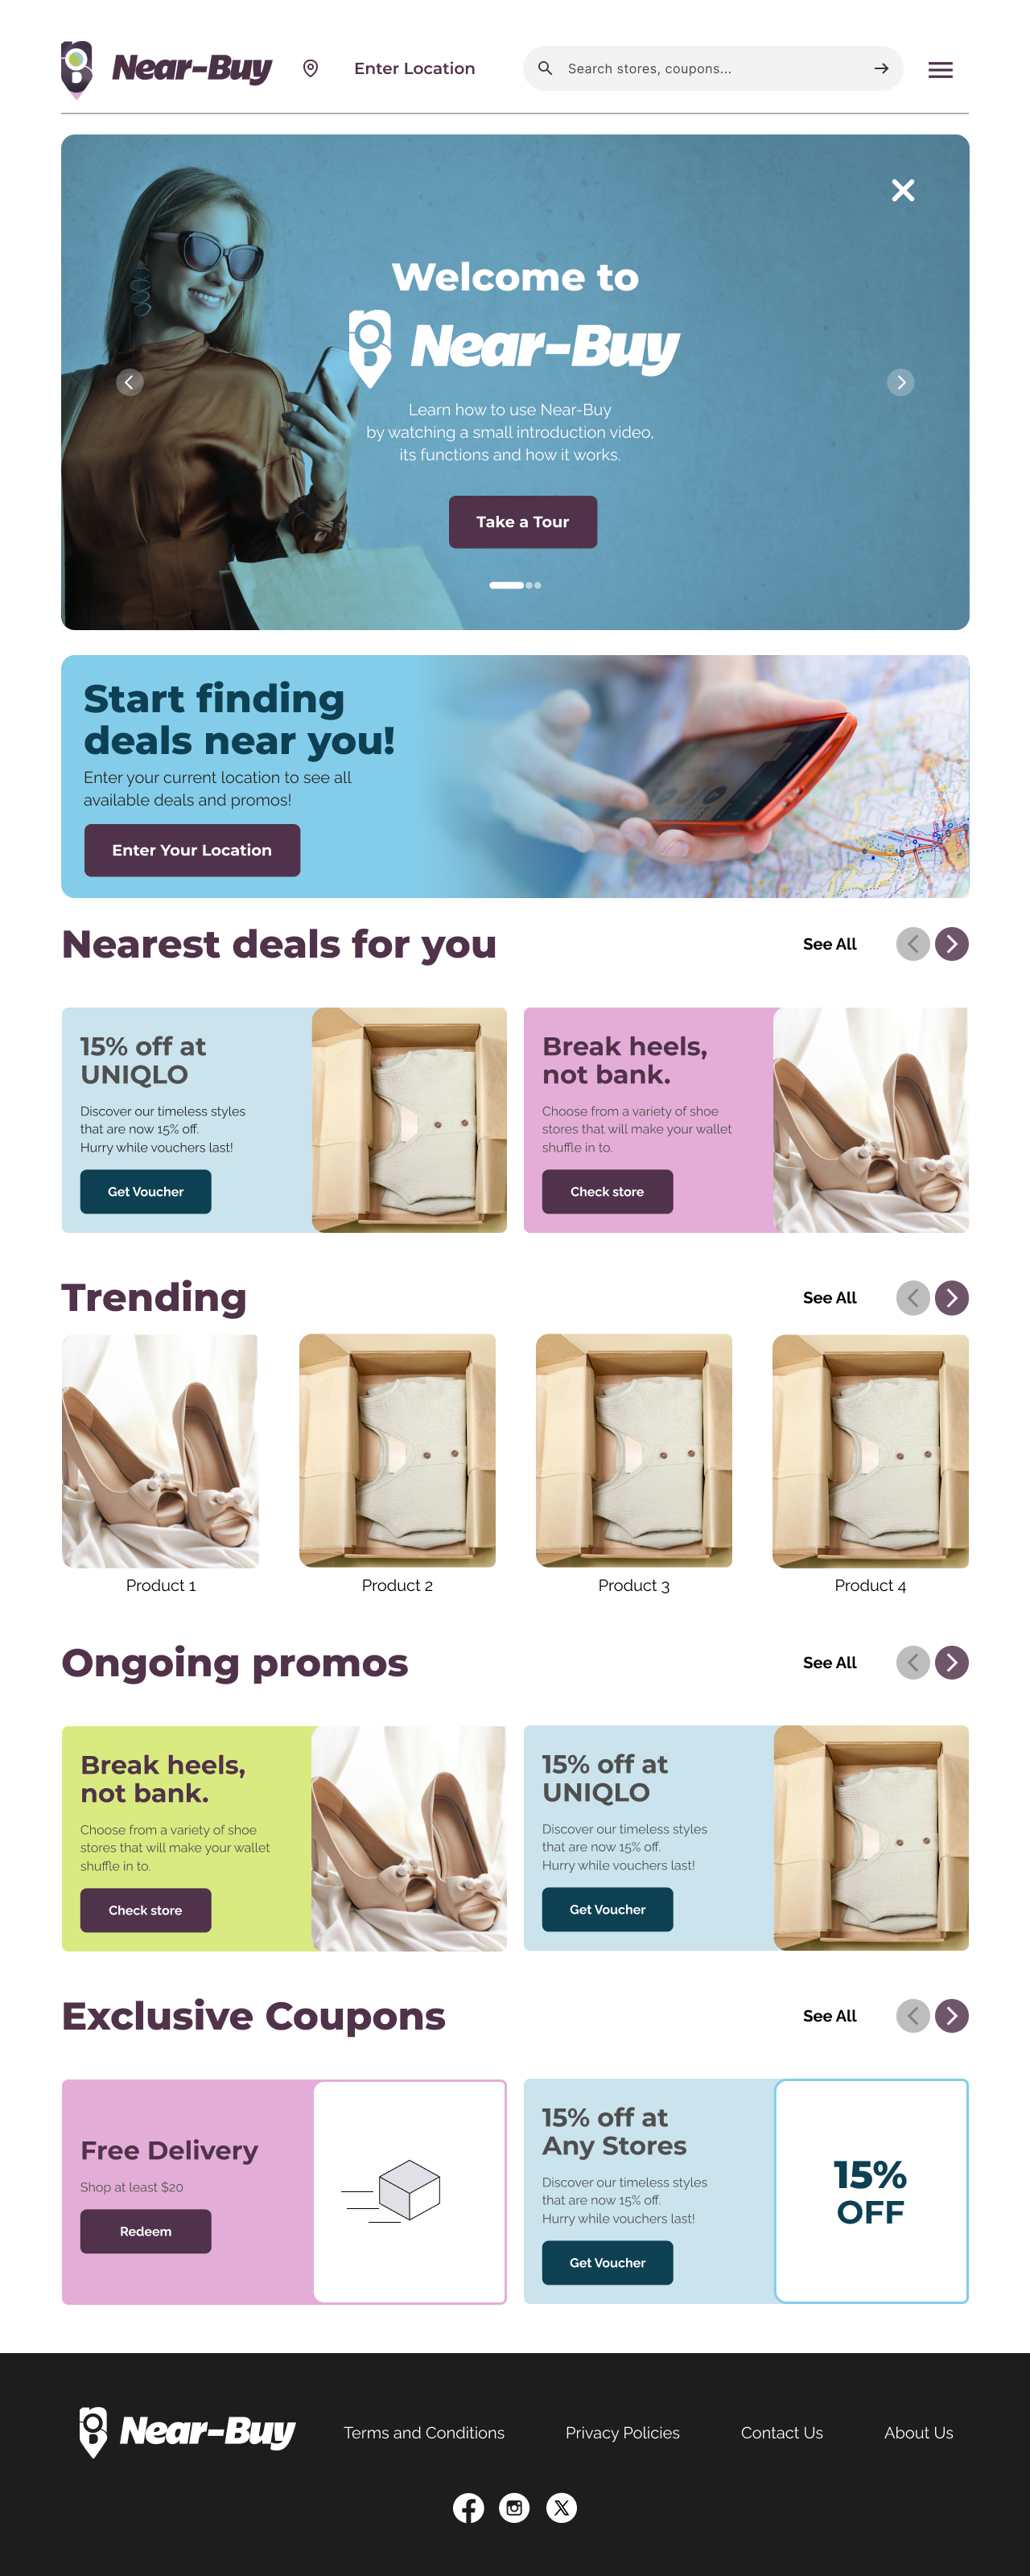 Near-Buy
Enter Location
Search stores, coupons...
Welcome to
Near-Buy
Learn how to use Near-Buy
by watching a small introduction video,
its functions and how it works.
Take a Tour
Start finding
deals near you!
Enter your current location to see all
available deals and promos!
Enter Your Location
Nearest deals for you
See All
15% off at
UNIQLO
Discover our timeless styles
that are now 15% off.
Hurry while vouchers last!
Get Voucher
Break heels,
not bank.
Choose from a variety of shoe
stores that will make your wallet
shuffle in to.
Check store
Trending
See All
Product 1
Product 2
Product 3
Product 4
Ongoing promos
See All
Break heels,
not bank.
Choose from a variety of shoe
stores that will make your wallet
shuffle in to.
Check store
15% off at
UNIQLO
Discover our timeless styles
that are now 15% off.
Hurry while vouchers last!
Get Voucher
Exclusive Coupons
See All
Free Delivery
Shop at least $20
Redeem
15% off at
Any Stores
Discover our timeless styles
that are now 15% off.
Hurry while vouchers last!
Get Voucher
15%
OFF
Near-Buy
Terms and Conditions
Privacy Policies
Contact Us
About Us